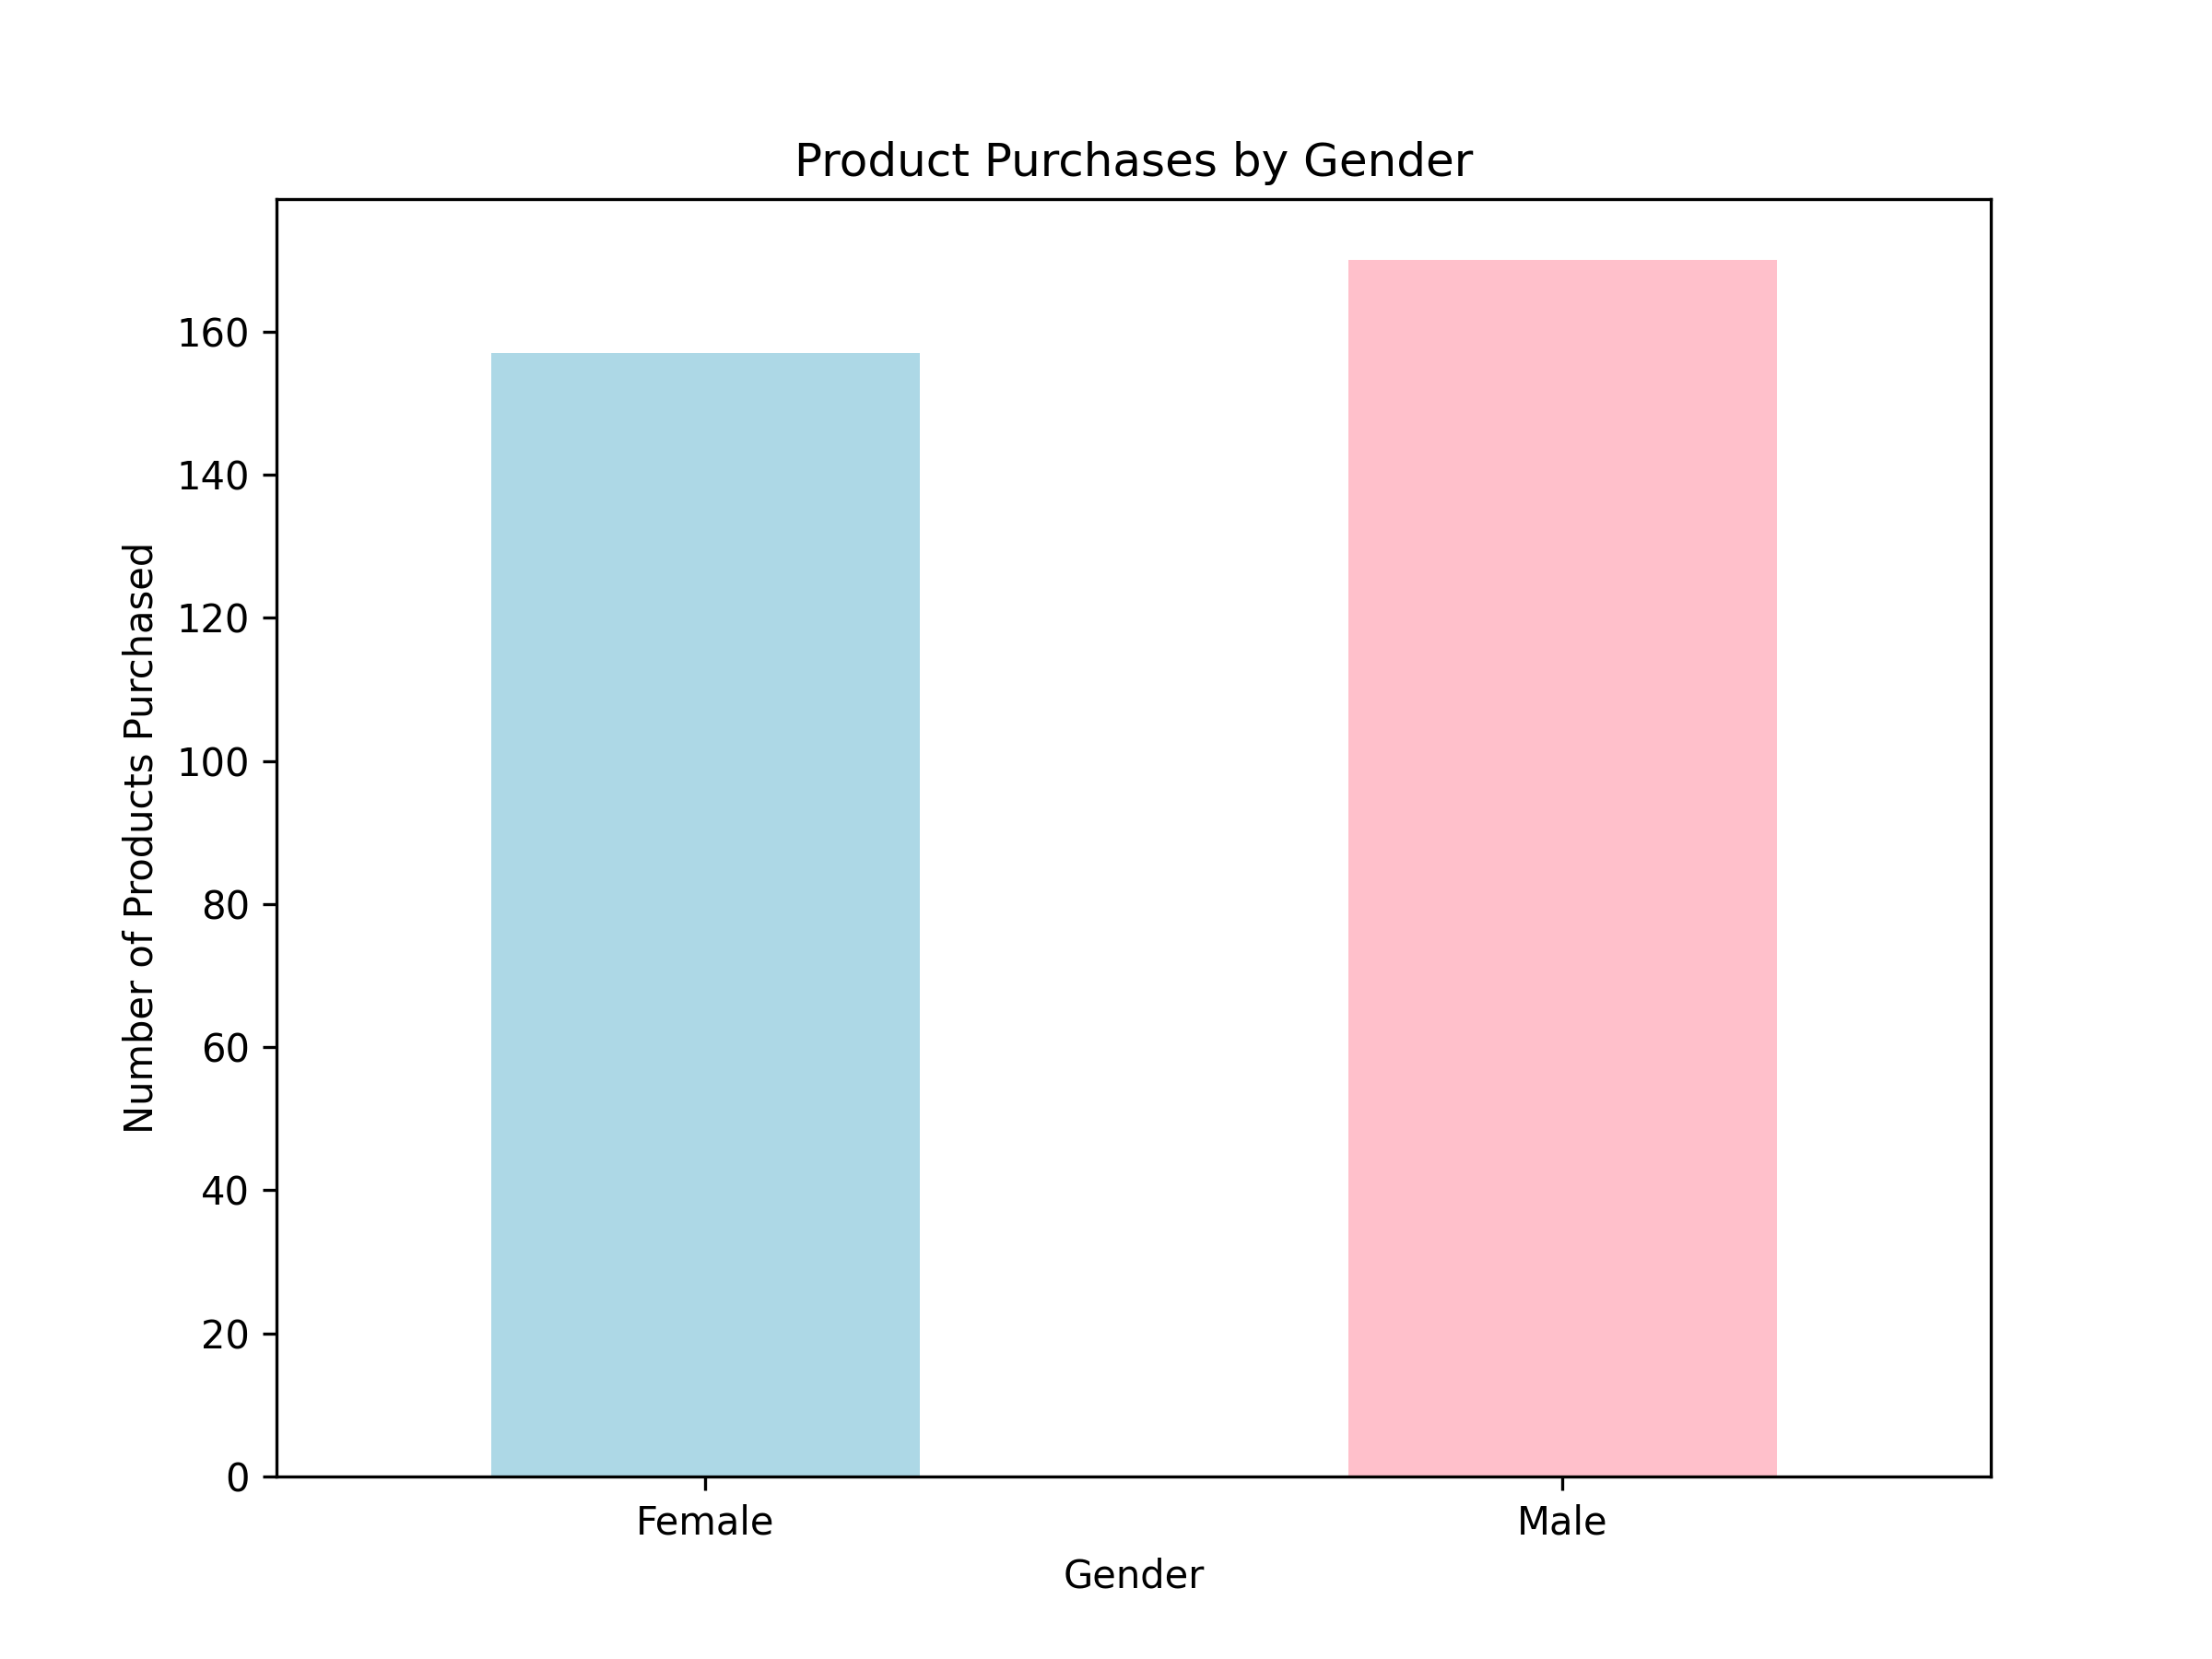 Product Purchases by Gender
Number of Products Purchased
160
140
120
100
80
60
40
20
0
Female
Male
Gender